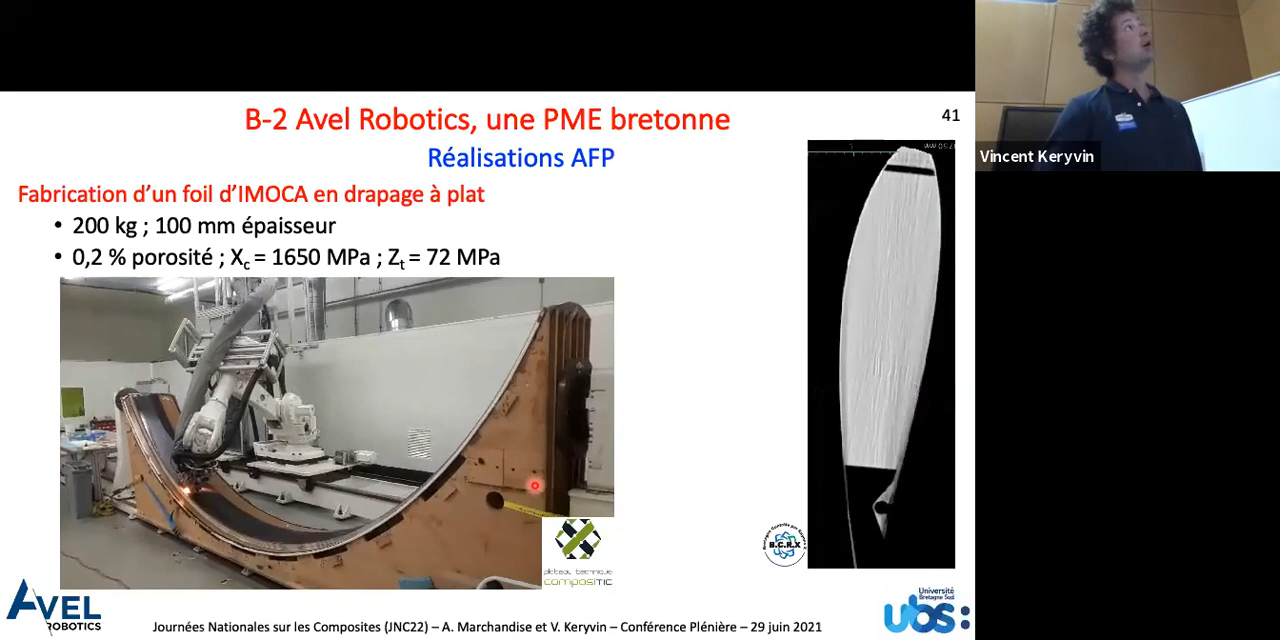 B-2 Avel Robotics, une PME bretonne
41
Réalisations AFP
Fabrication d'un foil d'IMOCA en drapage à plat
• 200 kg ; 100 mm épaisseur
• 0,2 % porosité ; Xc = 1650 MPa ; Zt = 72 MPa
Vincent Keryvin
B.C.R.X
plateau technique
COMPOSITIC
AVEL
ROBOTICS
Journées Nationales sur les Composites (JNC22) – A. Marchandise et V. Keryvin – Conférence Plénière – 29 juin 2021
Université
Bretagne Sud
ubs: